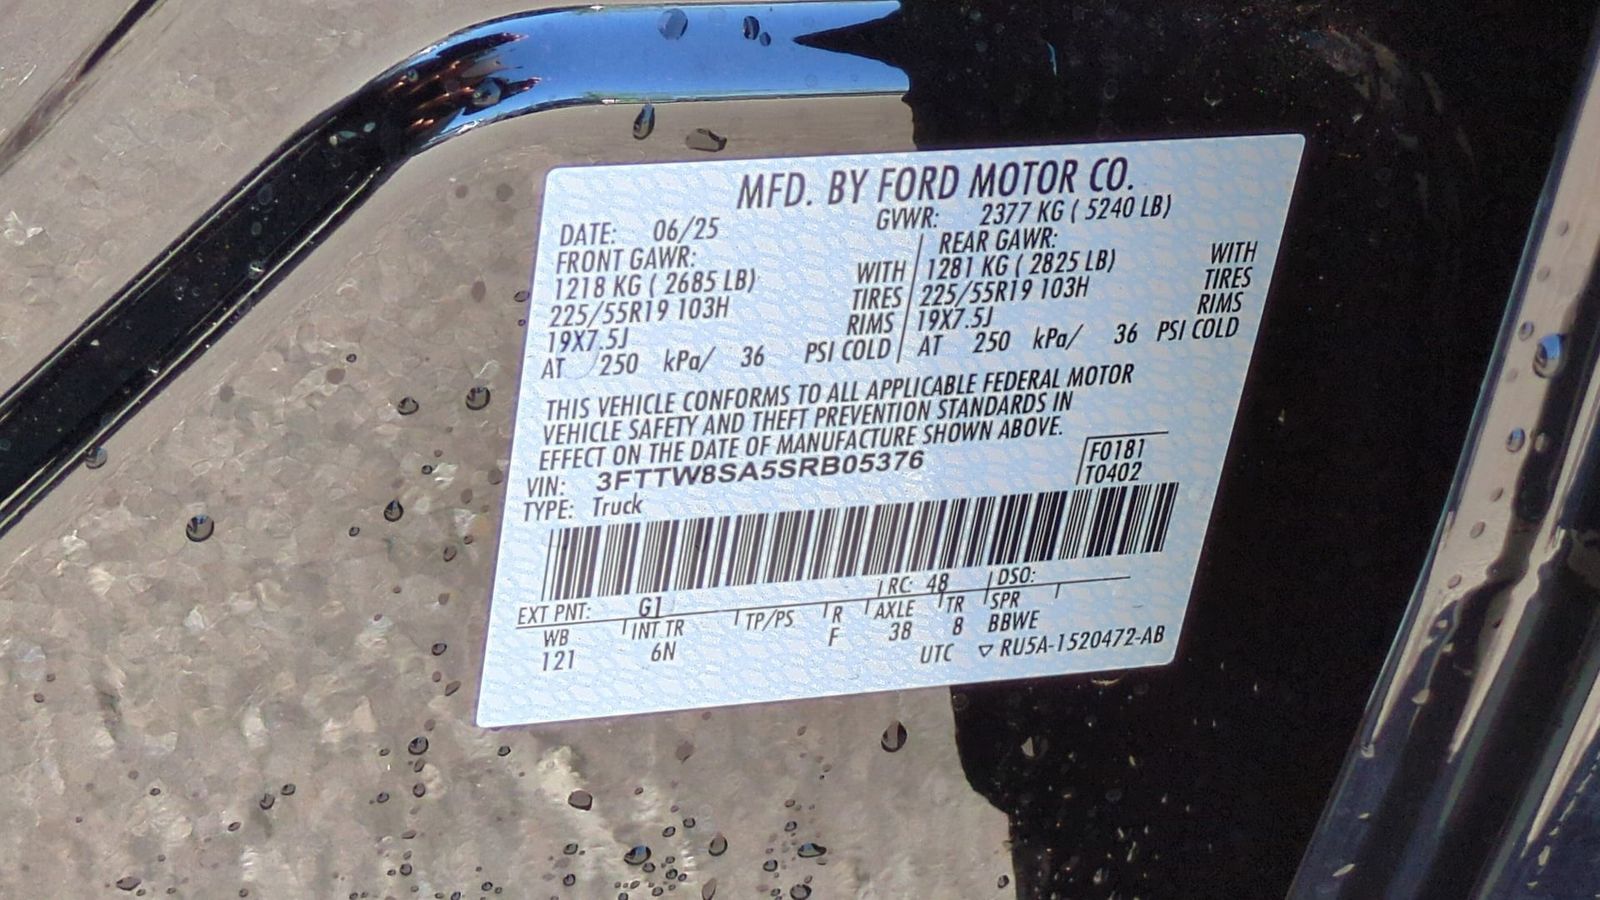 MFD. BY FORD MOTOR CO.
DATE: 06/25 GVWR: 2377 KG ( 5240 LB)
FRONT GAWR: REAR GAWR:
1218 KG ( 2685 LB) WITH 1281 KG ( 2825 LB) WITH
225/55R19 103H TIRES 225/55R19 103H TIRES
19X7.5J RIMS 19X7.5J RIMS
AT 250 kPa/ 36 PSI COLD AT 250 kPa/ 36 PSI COLD
THIS VEHICLE CONFORMS TO ALL APPLICABLE FEDERAL MOTOR
VEHICLE SAFETY AND THEFT PREVENTION STANDARDS IN
EFFECT ON THE DATE OF MANUFACTURE SHOWN ABOVE.
VIN: 3FTTW8SA5SRB05376 F0181
TYPE: Truck T0402
EXT PNT: G1 RC: 48 DSO:
WB INT TR TP/PS R AXLE TR SPR
121 6N F 38 8 BBWE
UTC ▽ RU5A-1520472-AB